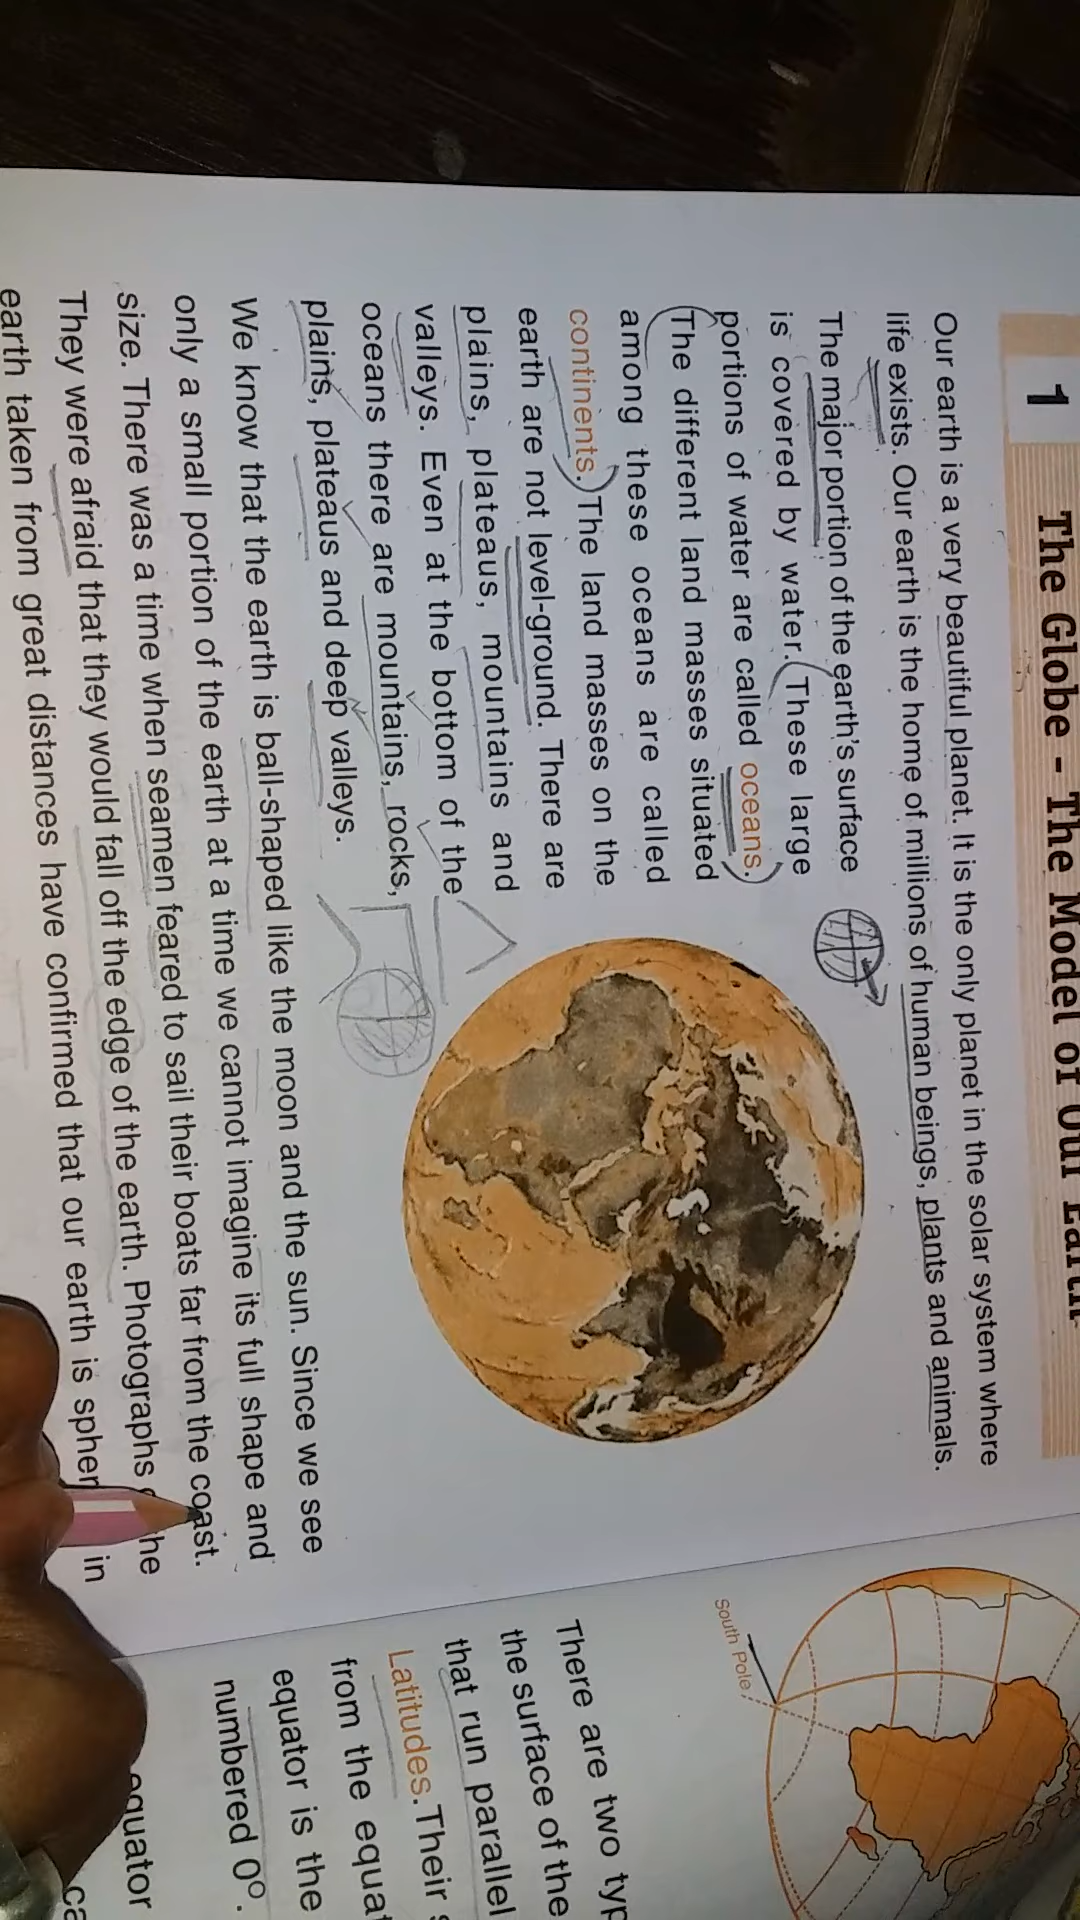 1 The Globe - The Model of Our Earth
Our earth is a very beautiful planet. It is the only planet in the solar system where
life exists. Our earth is the home of millions of human beings, plants and animals.
The major portion of the earth's surface
is covered by water. These large
portions of water are called oceans.
The different land masses situated
among these oceans are called
continents. The land masses on the
earth are not level-ground. There are
plains, plateaus, mountains and
valleys. Even at the bottom of the
oceans there are mountains, rocks,
plains, plateaus and deep valleys.
We know that the earth is ball-shaped like the moon and the sun. Since we see
only a small portion of the earth at a time we cannot imagine its full shape and
size. There was a time when seamen feared to sail their boats far from the coast.
They were afraid that they would fall off the edge of the earth. Photographs he
earth taken from great distances have confirmed that our earth is spher in
South Pole
There are two typ
the surface of the
that run parallel
Latitudes. Their
from the equat
equator is the
numbered 0°.
equator
ca